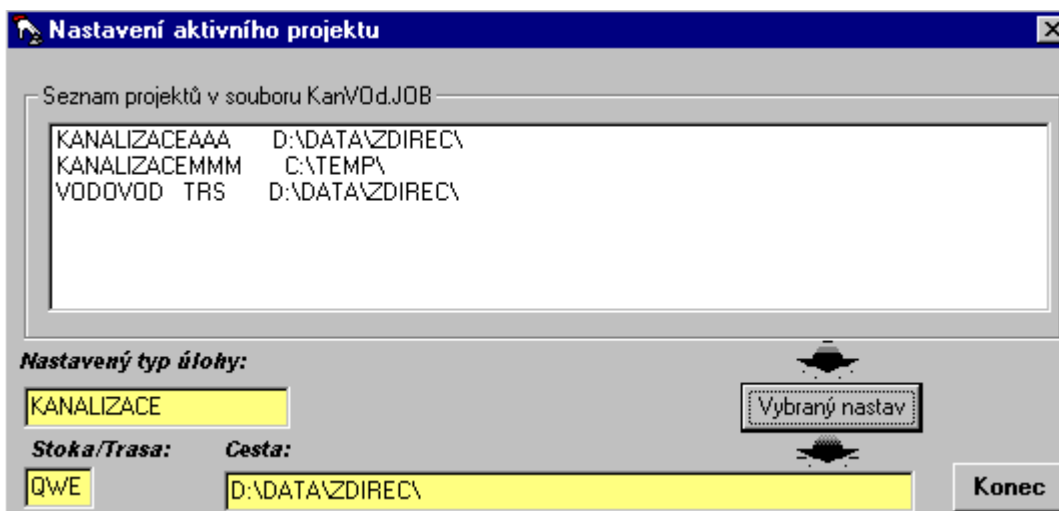 Nastavení aktivního projektu
Seznam projektů v souboru KanVOd.JOB
KANALIZACEAAA D:\DATA\ZDIREC\
KANALIZACEMMM C:\TEMP\
VODOVOD TRS D:\DATA\ZDIREC\
Nastavený typ úlohy:
KANALIZACE
Vybraný nastav
Stoka/Trasa: Cesta:
QWE D:\DATA\ZDIREC\
Konec